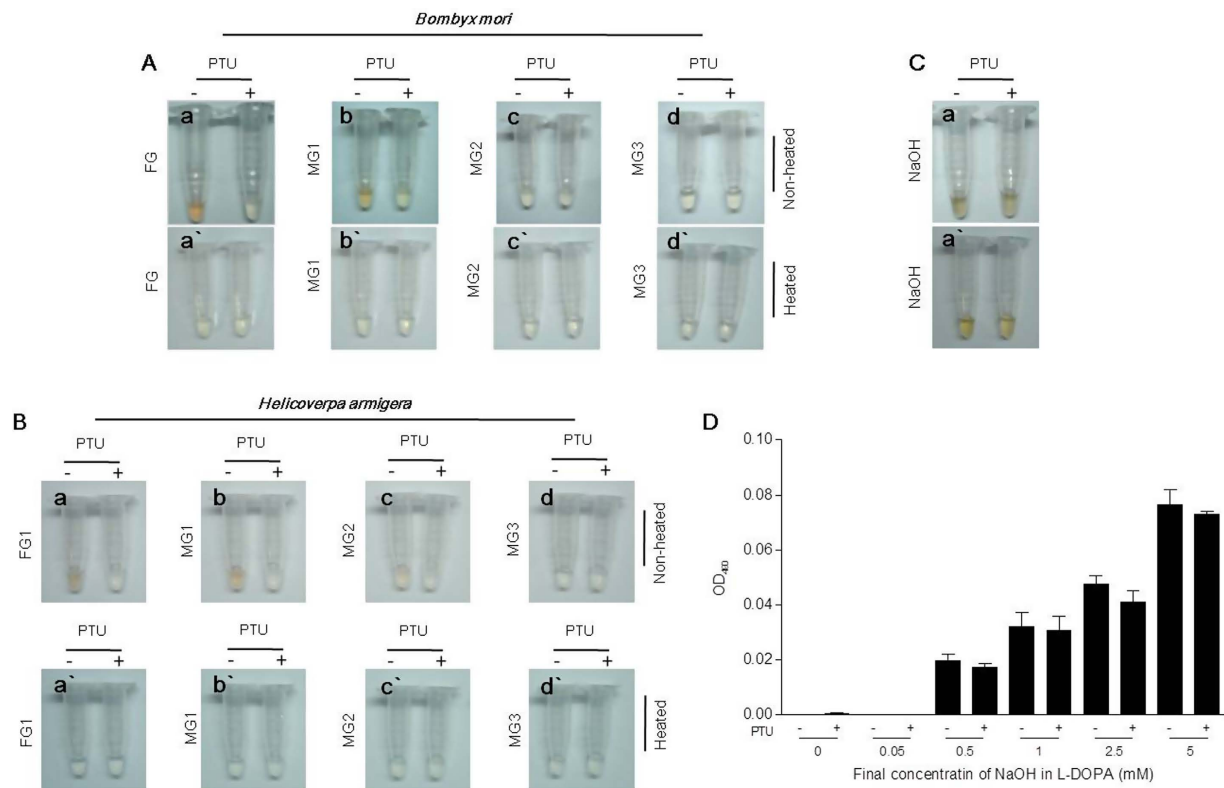 Bombyx mori
A
PTU PTU PTU PTU
- + - + - + - +
FG a MG1 b MG2 c MG3 d Non-heated
FG a` MG1 b` MG2 c` MG3 d` Heated
C
PTU
- +
NaOH a
NaOH a`
Helicoverpa armigera
B
PTU PTU PTU PTU
- + - + - + - +
FG1 a MG1 b MG2 c MG3 d Non-heated
PTU PTU PTU PTU
- + - + - + - +
FG1 a` MG1 b` MG2 c` MG3 d` Heated
D
0.10
0.08
0.06
0.04
0.02
0.00
OD490
PTU - + - + - + - + - + - +
0 0.05 0.5 1 2.5 5
Final concentratin of NaOH in L-DOPA (mM)